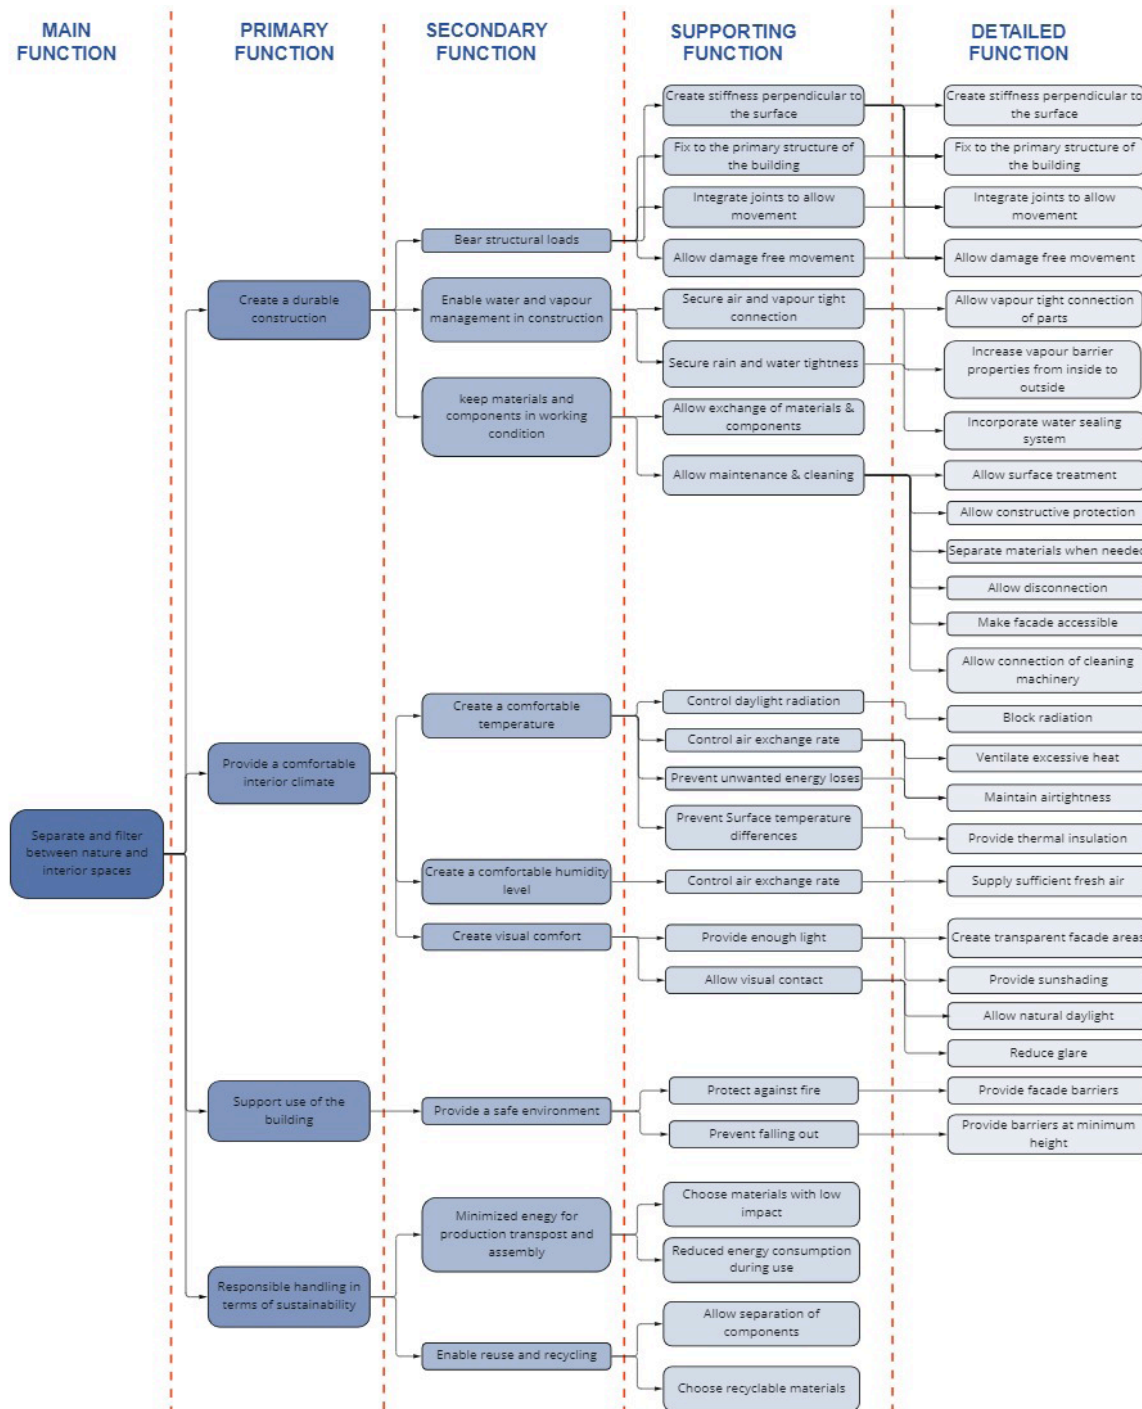 MAIN
FUNCTION
PRIMARY
FUNCTION
SECONDARY
FUNCTION
SUPPORTING
FUNCTION
DETAILED
FUNCTION
Separate and filter
between nature and
interior spaces
Create a durable
construction
Provide a comfortable
interior climate
Support use of the
building
Responsible handling in
terms of sustainability
Bear structural loads
Enable water and vapour
management in construction
keep materials and
components in working
condition
Create a comfortable
temperature
Create a comfortable humidity
level
Create visual comfort
Provide a safe environment
Minimized enegy for
production transpost and
assembly
Enable reuse and recycling
Create stiffness perpendicular to
the surface
Fix to the primary structure of
the building
Integrate joints to allow
movement
Allow damage free movement
Secure air and vapour tight
connection
Secure rain and water tightness
Allow exchange of materials &
components
Allow maintenance & cleaning
Control daylight radiation
Control air exchange rate
Prevent unwanted energy loses
Prevent Surface temperature
differences
Control air exchange rate
Provide enough light
Allow visual contact
Protect against fire
Prevent falling out
Choose materials with low
impact
Reduced energy consumption
during use
Allow separation of
components
Choose recyclable materials
Create stiffness perpendicular to
the surface
Fix to the primary structure of
the building
Integrate joints to allow
movement
Allow damage free movement
Allow vapour tight connection
of parts
Increase vapour barrier
properties from inside to
outside
Incorporate water sealing
system
Allow surface treatment
Allow constructive protection
Separate materials when needed
Allow disconnection
Make facade accessible
Allow connection of cleaning
machinery
Block radiation
Ventilate excessive heat
Maintain airtightness
Provide thermal insulation
Supply sufficient fresh air
Create transparent facade areas
Provide sunshading
Allow natural daylight
Reduce glare
Provide facade barriers
Provide barriers at minimum
height